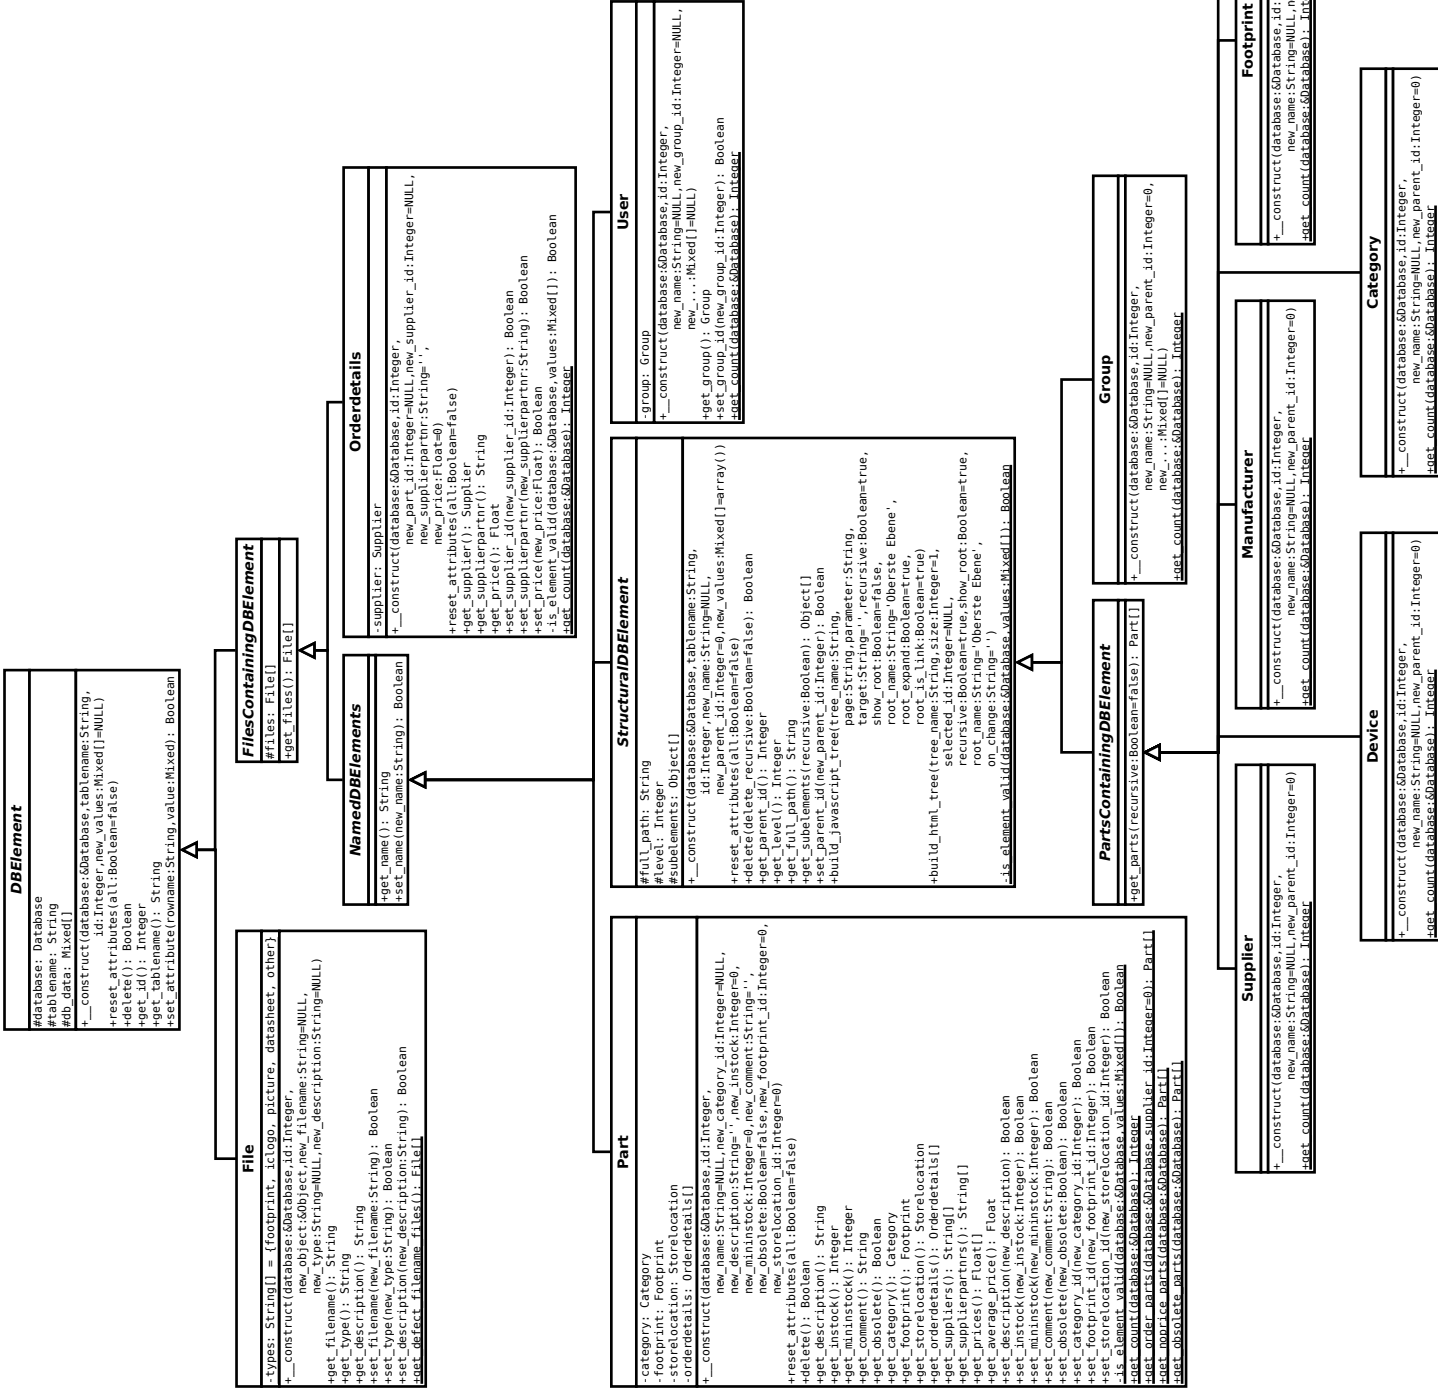 DBElement
#database: Database
#tablename: String
#db_data: Mixed[]
+__construct(database:&Database,tablename:String,
id:Integer,new_values:Mixed[]=NULL)
+reset_attributes(all:Boolean=false)
+delete(): Boolean
+get_id(): Integer
+get_tablename(): String
+set_attribute(rowname:String,value:Mixed): Boolean
File
-types: String[] = {footprint, iclogo, picture, datasheet, other}
+__construct(database:&Database,id:Integer,
new_object:&Object,new_filename:String=NULL,
new_type:String=NULL,new_description:String=NULL)
+get_filename(): String
+get_type(): String
+get_description(): String
+set_filename(new_filename:String): Boolean
+set_type(new_type:String): Boolean
+set_description(new_description:String): Boolean
+get_defect_filename_files(): File[]
FilesContainingDBElement
#files: File[]
+get_files(): File[]
NamedDBElements
+get_name(): String
+set_name(new_name:String): Boolean
Orderdetails
-supplier: Supplier
+__construct(database:&Database,id:Integer,
new_part_id:Integer=NULL,new_supplier_id:Integer=NULL,
new_supplierpartnr:String='',
new_price:Float=0)
+reset_attributes(all:Boolean=false)
+get_supplier(): Supplier
+get_supplierpartnr(): String
+get_price(): Float
+set_supplier_id(new_supplier_id:Integer): Boolean
+set_supplierpartnr(new_supplierpartnr:String): Boolean
+set_price(new_price:Float): Boolean
-is_element_valid(database:&Database,values:Mixed[]): Boolean
+get_count(database:&Database): Integer
Part
-category: Category
-footprint: Footprint
-storelocation: Storelocation
-orderdetails: Orderdetails[]
+__construct(database:&Database,id:Integer,
new_name:String=NULL,new_category_id:Integer=NULL,
new_description:String='',new_instock:Integer=0,
new_mininstock:Integer=0,new_comment:String='',
new_obsolete:Boolean=false,new_footprint_id:Integer=0,
new_storelocation_id:Integer=0)
+reset_attributes(all:Boolean=false)
+delete(): Boolean
+get_description(): String
+get_instock(): Integer
+get_mininstock(): Integer
+get_comment(): String
+get_obsolete(): Boolean
+get_category(): Category
+get_footprint(): Footprint
+get_storelocation(): Storelocation
+get_orderdetails(): Orderdetails[]
+get_suppliers(): String[]
+get_supplierpartnrs(): String[]
+get_prices(): Float[]
+get_average_price(): Float
+set_description(new_description): Boolean
+set_instock(new_instock:Integer): Boolean
+set_mininstock(new_mininstock:Integer): Boolean
+set_comment(new_comment:String): Boolean
+set_obsolete(new_obsolete:Boolean): Boolean
+set_category_id(new_category_id:Integer): Boolean
+set_footprint_id(new_footprint_id:Integer): Boolean
+set_storelocation_id(new_storelocation_id:Integer): Boolean
-is_element_valid(database:&Database,values:Mixed[]): Boolean
+get_count(database:&Database): Integer
+get_order_parts(database:&Database,supplier_id:Integer=0): Part[]
+get_noprice_parts(database:&Database): Part[]
+get_obsolete_parts(database:&Database): Part[]
StructuralDBElement
#full_path: String
#level: Integer
#subelements: Object[]
+__construct(database:&Database,tablename:String,
id:Integer,new_name:String=NULL,
new_parent_id:Integer=0,new_values:Mixed[]=array())
+reset_attributes(all:Boolean=false)
+delete(delete_recursive:Boolean=false): Boolean
+get_parent_id(): Integer
+get_level(): Integer
+get_full_path(): String
+get_subelements(recursive:Boolean): Object[]
+set_parent_id(new_parent_id:Integer): Boolean
+build_javascript_tree(tree_name:String,
page:String,parameter:String,
target:String='',recursive:Boolean=true,
show_root:Boolean=false,
root_name:String='Oberste Ebene',
root_expand:Boolean=true,
root_is_link:Boolean=true)
+build_html_tree(tree_name:String,size:Integer=1,
selected_id:Integer=NULL,
recursive:Boolean=true,show_root:Boolean=true,
root_name:String='Oberste Ebene',
on_change:String='')
-is_element_valid(database:&Database,values:Mixed[]): Boolean
User
-group: Group
+__construct(database:&Database,id:Integer,
new_name:String=NULL,new_group_id:Integer=NULL,
new_...:Mixed[]=NULL)
+get_group(): Group
+set_group_id(new_group_id:Integer): Boolean
+get_count(database:&Database): Integer
PartsContainingDBElement
+get_parts(recursive:Boolean=false): Part[]
Group
+__construct(database:&Database,id:Integer,
new_name:String=NULL,new_parent_id:Integer=0,
new_...:Mixed[]=NULL)
+get_count(database:&Database): Integer
Supplier
+__construct(database:&Database,id:Integer,
new_name:String=NULL,new_parent_id:Integer=0)
+get_count(database:&Database): Integer
Manufacturer
+__construct(database:&Database,id:Integer,
new_name:String=NULL,new_parent_id:Integer=0)
+get_count(database:&Database): Integer
Footprint
+__construct(database:&Database,id:
new_name:String=NULL,n
+get_count(database:&Database): Int
Device
+__construct(database:&Database,id:Integer,
new_name:String=NULL,new_parent_id:Integer=0)
+get_count(database:&Database): Integer
Category
+__construct(database:&Database,id:Integer,
new_name:String=NULL,new_parent_id:Integer=0)
+get_count(database:&Database): Integer